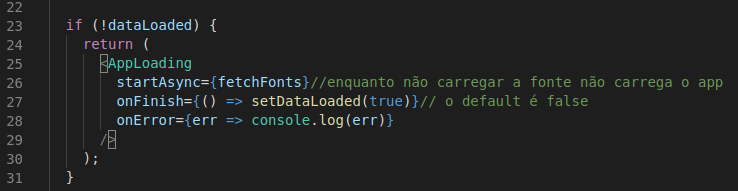 22
23 if (!dataLoaded) {
24 return (
25 <AppLoading
26 startAsync={fetchFonts}//enquanto não carregar a fonte não carrega o app
27 onFinish={() => setDataLoaded(true)}// o default é false
28 onError={err => console.log(err)}
29 />
30 );
31 }